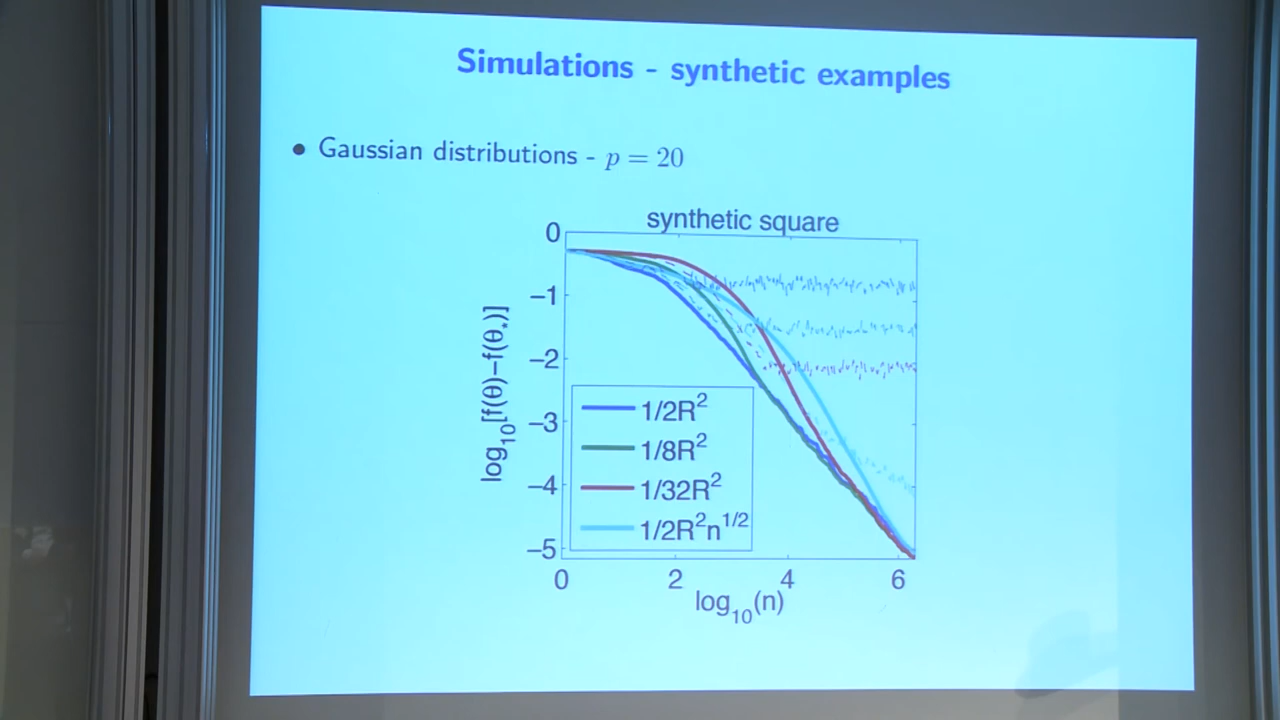 Simulations - synthetic examples
• Gaussian distributions - p = 20
synthetic square
log₁₀[f(θ)−f(θ*)]
0
−1
−2
−3
−4
−5
1/2R²
1/8R²
1/32R²
1/2R²n^{1/2}
0 2 4 6
log₁₀(n)